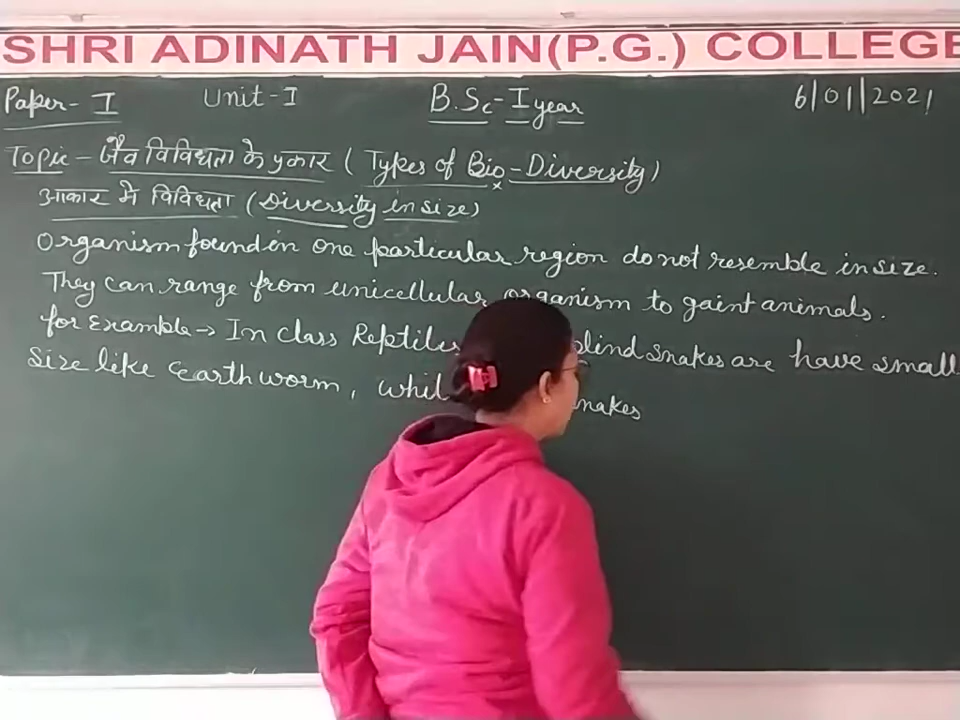 SHRI ADINATH JAIN(P.G.) COLLEGE
Paper- I Unit-I B.Sc-I year 6/01/2021
Topic - जैव विविधता के प्रकार (Types of Bio-Diversity)
आकार मे विविधता (Diversity in size)
Organism found in one particular region do not resemble in size.
They can range from unicellular organism to gaint animals.
for Example → In class Reptiles blind snakes are have small
size like Earthworm, whil snakes